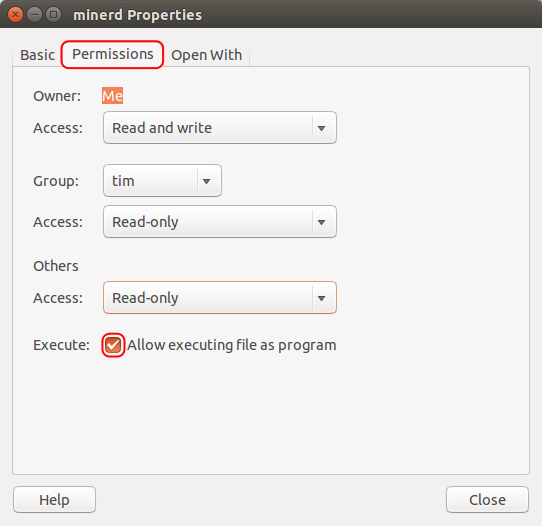 minerd Properties
Basic Permissions Open With
Owner: Me
Access: Read and write
Group: tim
Access: Read-only
Others
Access: Read-only
Execute: Allow executing file as program
Help Close